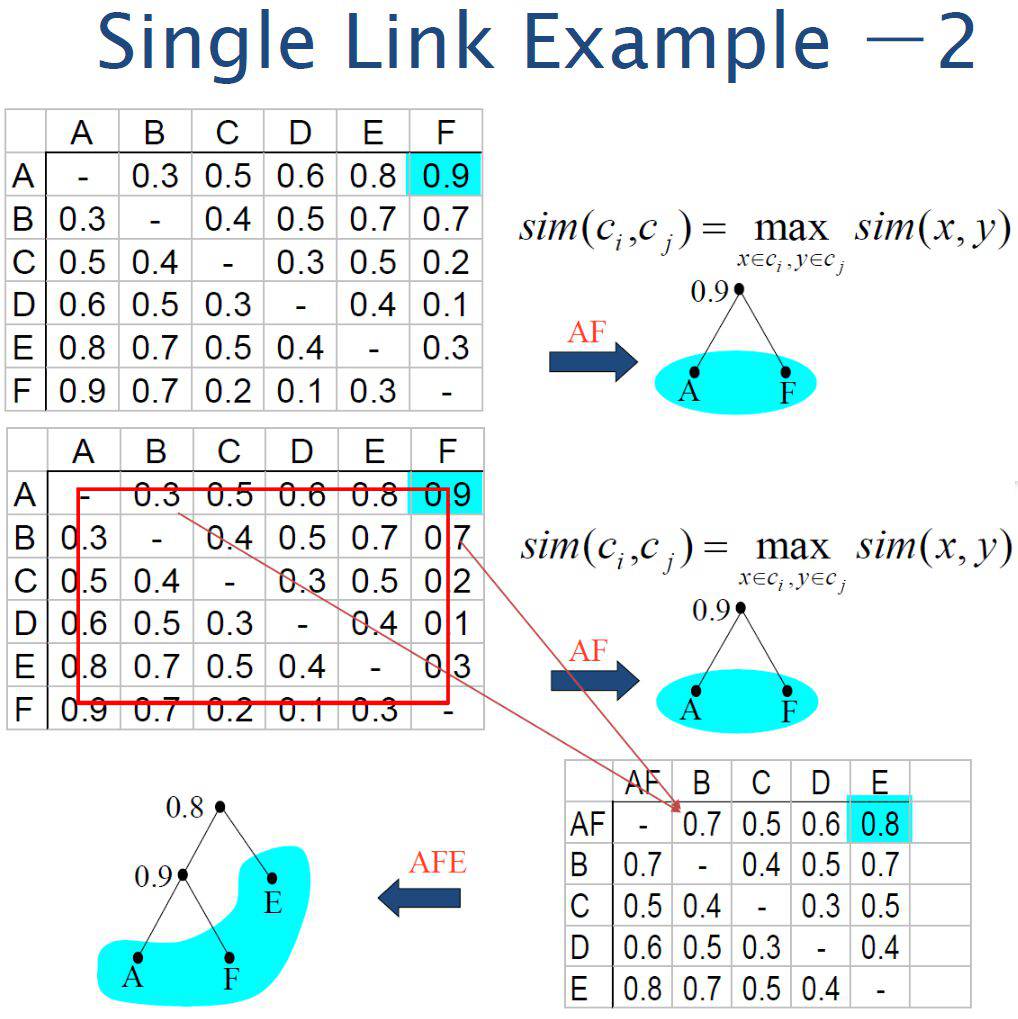 Single Link Example －2
A B C D E F
A - 0.3 0.5 0.6 0.8 0.9
B 0.3 - 0.4 0.5 0.7 0.7
C 0.5 0.4 - 0.3 0.5 0.2
D 0.6 0.5 0.3 - 0.4 0.1
E 0.8 0.7 0.5 0.4 - 0.3
F 0.9 0.7 0.2 0.1 0.3 -
sim(c_i,c_j) = max sim(x, y)
x∈c_i,y∈c_j
0.9
AF
A F
A B C D E F
A - 0.3 0.5 0.6 0.8 0.9
B 0.3 - 0.4 0.5 0.7 0.7
C 0.5 0.4 - 0.3 0.5 0.2
D 0.6 0.5 0.3 - 0.4 0.1
E 0.8 0.7 0.5 0.4 - 0.3
F 0.9 0.7 0.2 0.1 0.3 -
sim(c_i,c_j) = max sim(x, y)
x∈c_i,y∈c_j
0.9
AF
A F
AF B C D E
AF - 0.7 0.5 0.6 0.8
B 0.7 - 0.4 0.5 0.7
C 0.5 0.4 - 0.3 0.5
D 0.6 0.5 0.3 - 0.4
E 0.8 0.7 0.5 0.4 -
AFE
0.8
0.9
E
A F